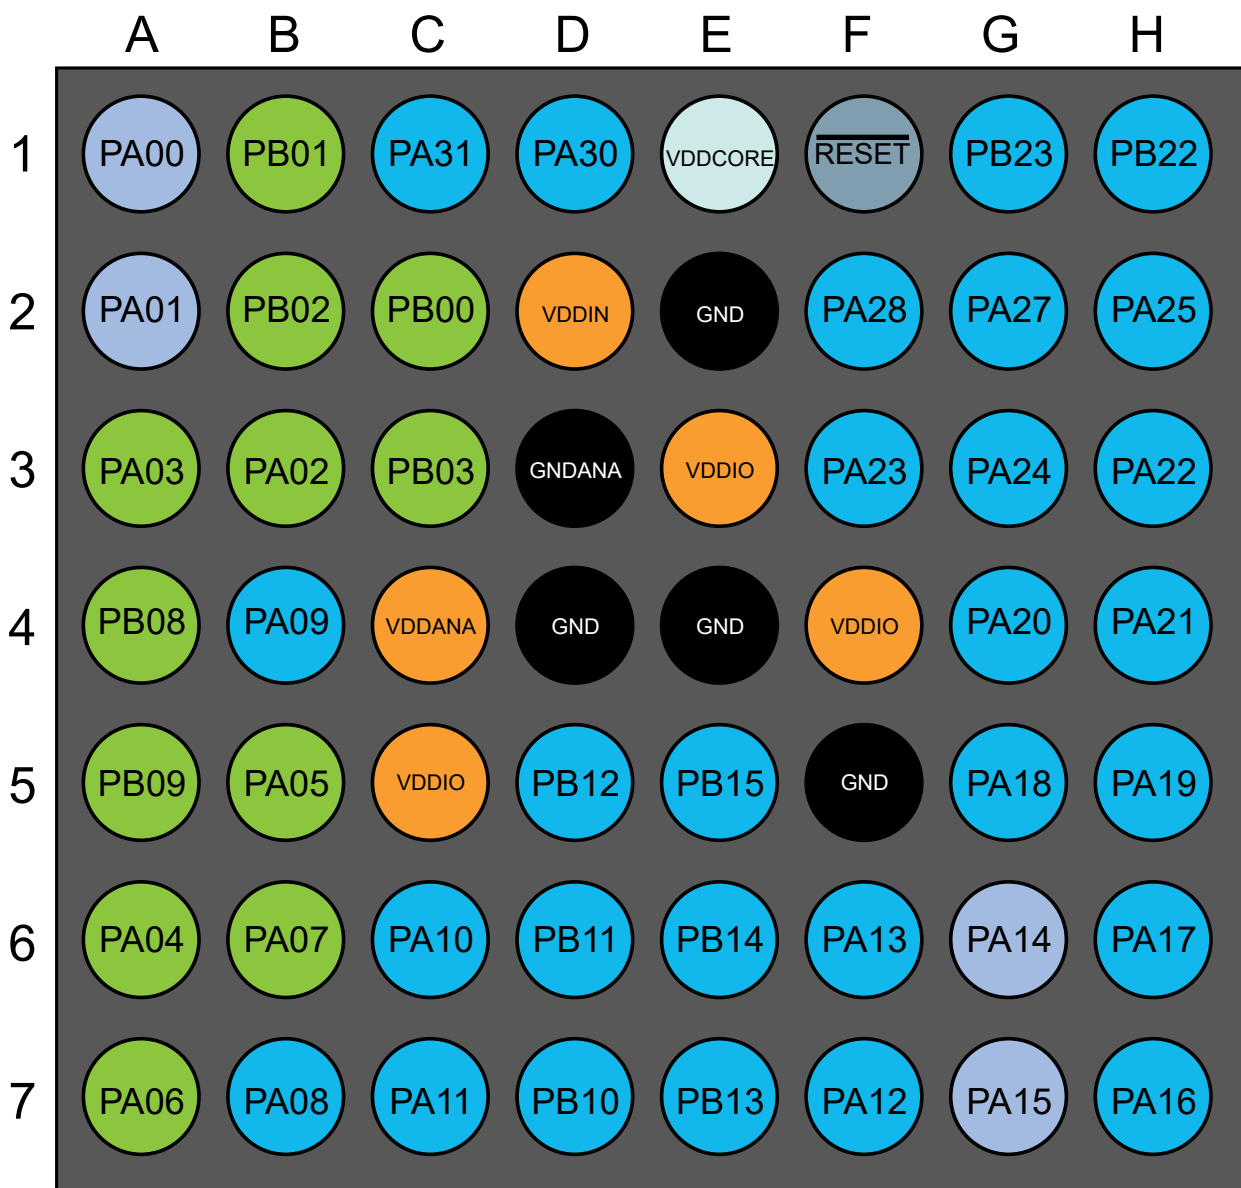 A B C D E F G H
1 PA00 PB01 PA31 PA30 VDDCORE RESET PB23 PB22
2 PA01 PB02 PB00 VDDIN GND PA28 PA27 PA25
3 PA03 PA02 PB03 GNDANA VDDIO PA23 PA24 PA22
4 PB08 PA09 VDDANA GND GND VDDIO PA20 PA21
5 PB09 PA05 VDDIO PB12 PB15 GND PA18 PA19
6 PA04 PA07 PA10 PB11 PB14 PA13 PA14 PA17
7 PA06 PA08 PA11 PB10 PB13 PA12 PA15 PA16